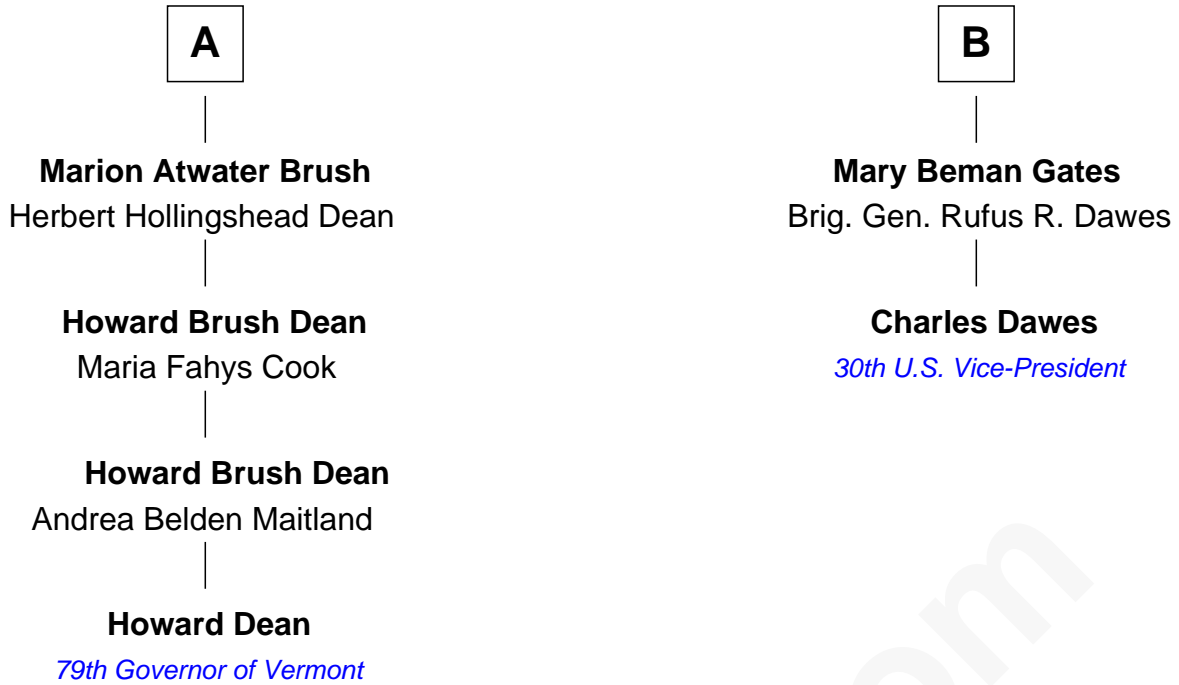 A
Marion Atwater Brush
Herbert Hollingshead Dean
Howard Brush Dean
Maria Fahys Cook
Howard Brush Dean
Andrea Belden Maitland
Howard Dean
79th Governor of Vermont
B
Mary Beman Gates
Brig. Gen. Rufus R. Dawes
Charles Dawes
30th U.S. Vice-President
om